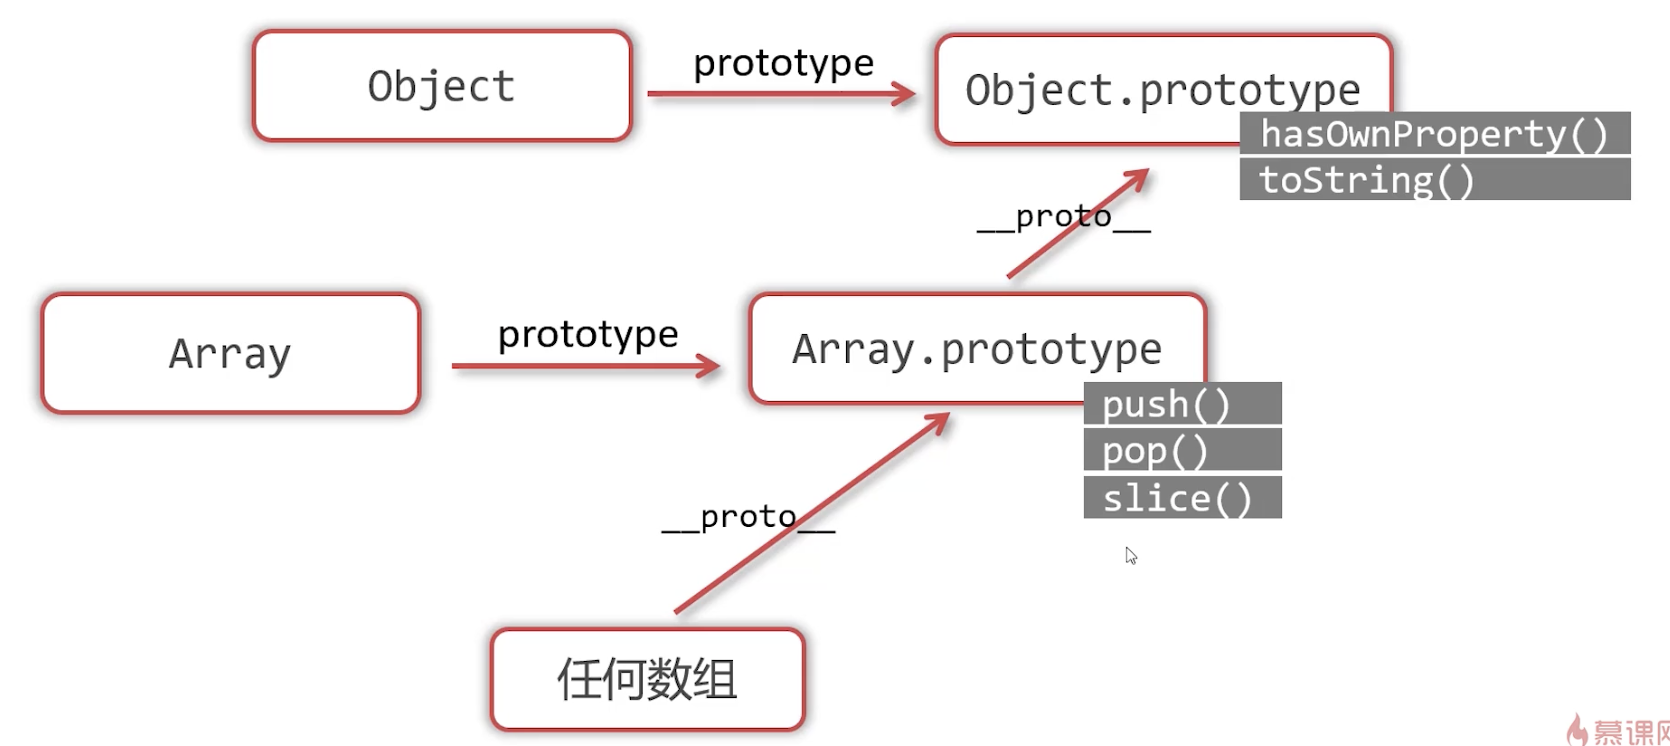 Object
prototype
Object.prototype
hasOwnProperty()
toString()
__proto__
Array
prototype
Array.prototype
push()
pop()
slice()
__proto__
任何数组
慕课网